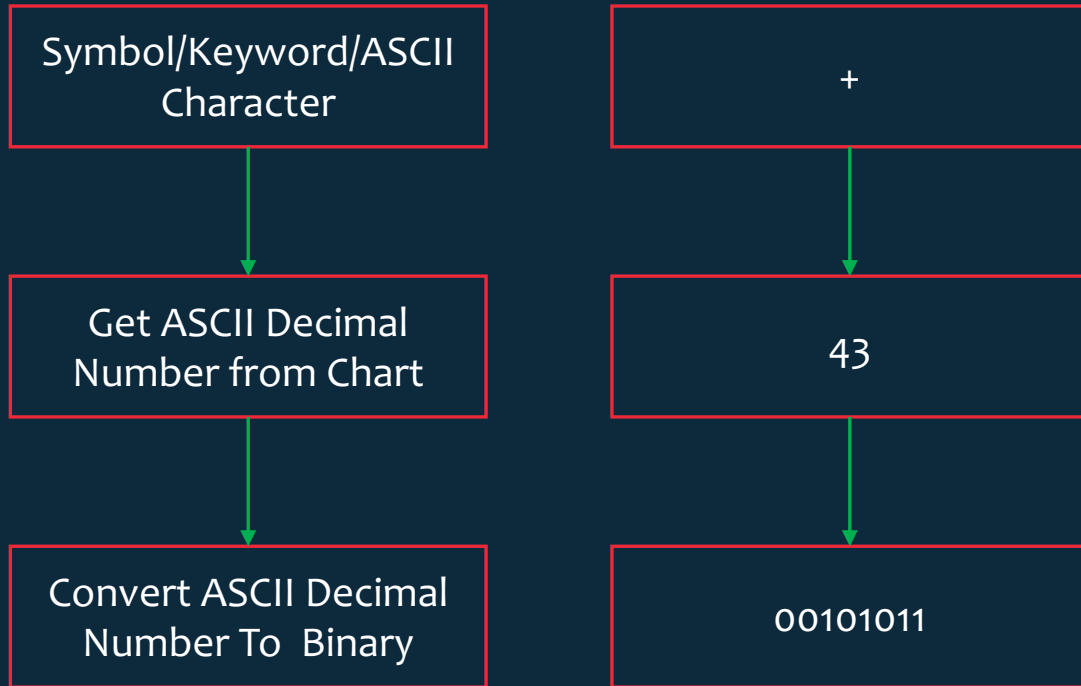 Symbol/Keyword/ASCII
Character
+
Get ASCII Decimal
Number from Chart
43
Convert ASCII Decimal
Number To Binary
00101011